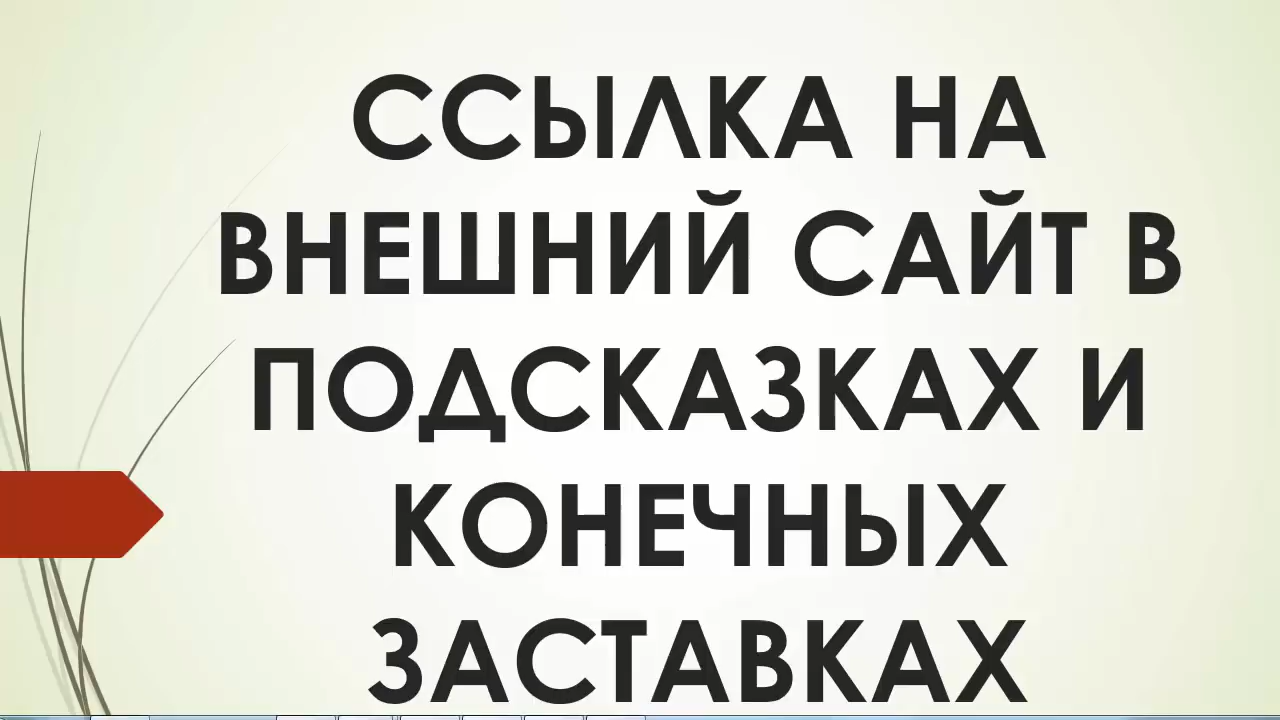 ССЫЛКА НА
ВНЕШНИЙ САЙТ В
ПОДСКАЗКАХ И
КОНЕЧНЫХ
ЗАСТАВКАХ